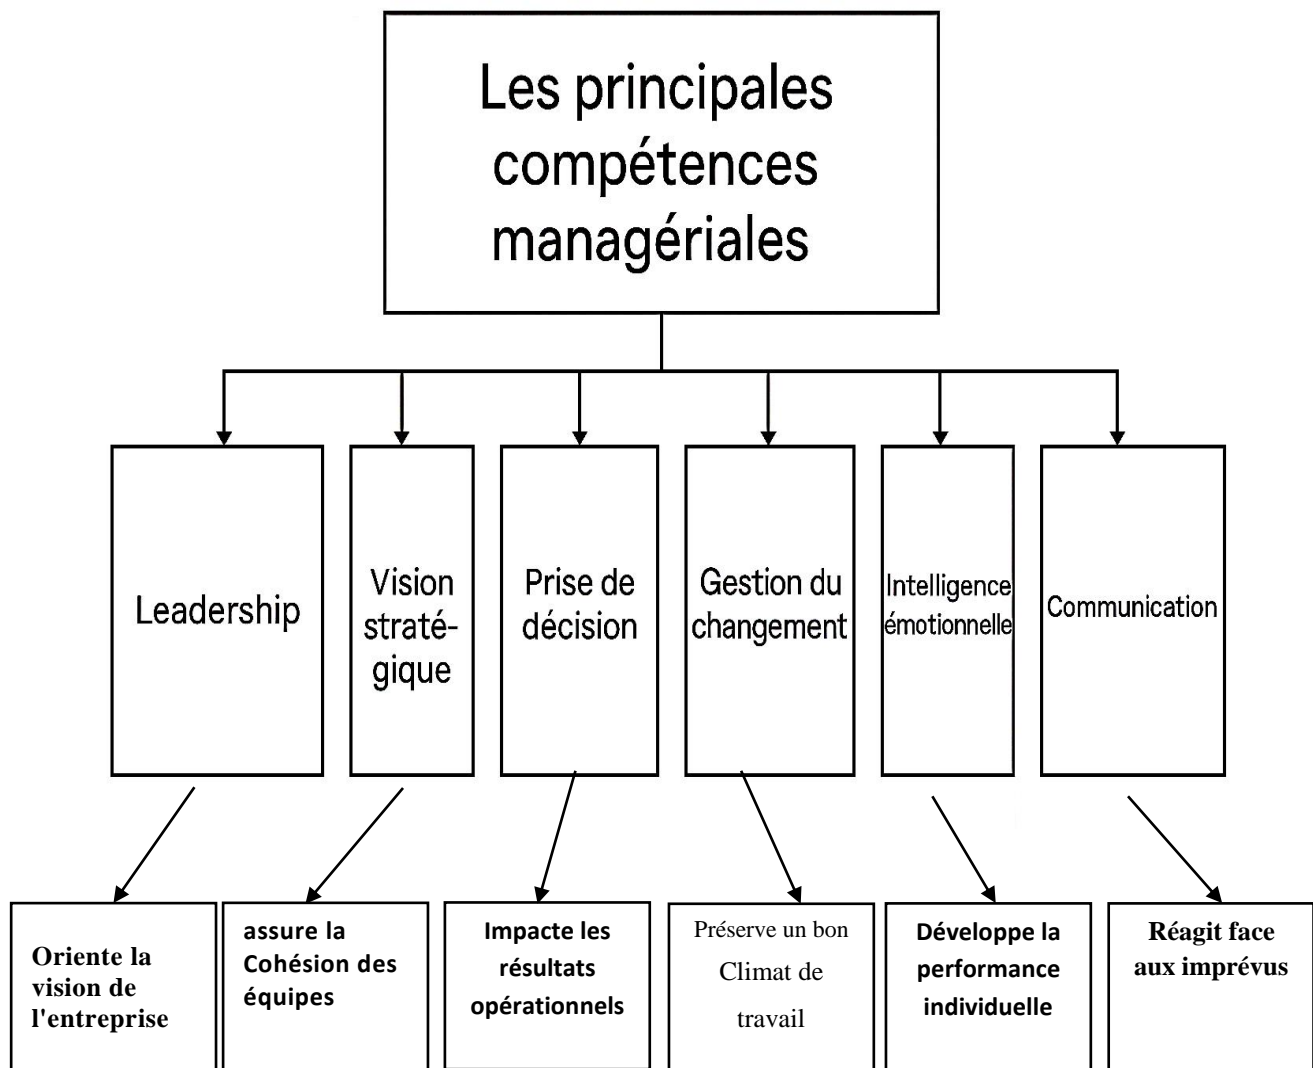 Les principales
compétences
managériales
Leadership
Vision
straté-
gique
Prise de
décision
Gestion du
changement
Intelligence
émotionnelle
Communication
Oriente la
vision de
l'entreprise
assure la
Cohésion des
équipes
Impacte les
résultats
opérationnels
Préserve un bon
Climat de
travail
Développe la
performance
individuelle
Réagit face
aux imprévus